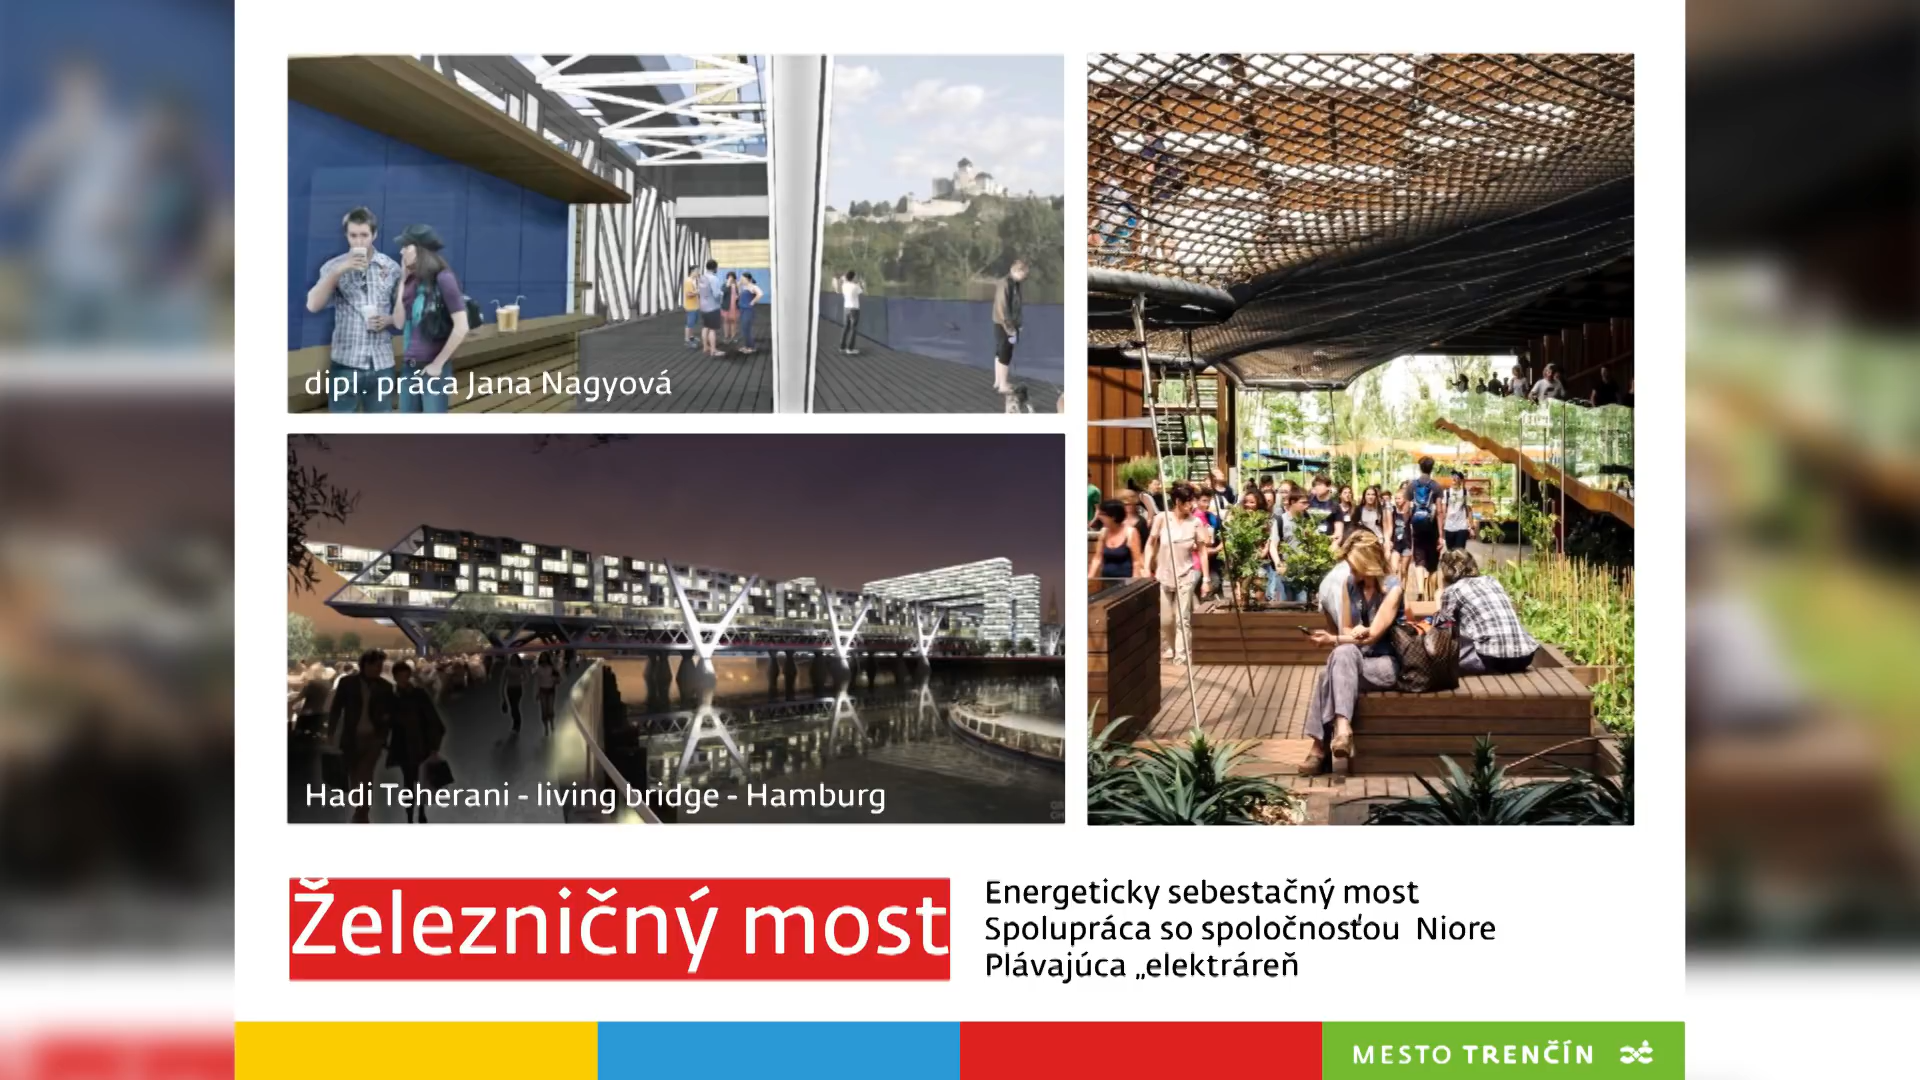 dipl. práca Jana Nagyová
Hadi Teherani - living bridge - Hamburg
Železničný most
Energeticky sebestačný most
Spolupráca so spoločnosťou Niore
Plávajúca „elektráreň
MESTO TRENČÍN